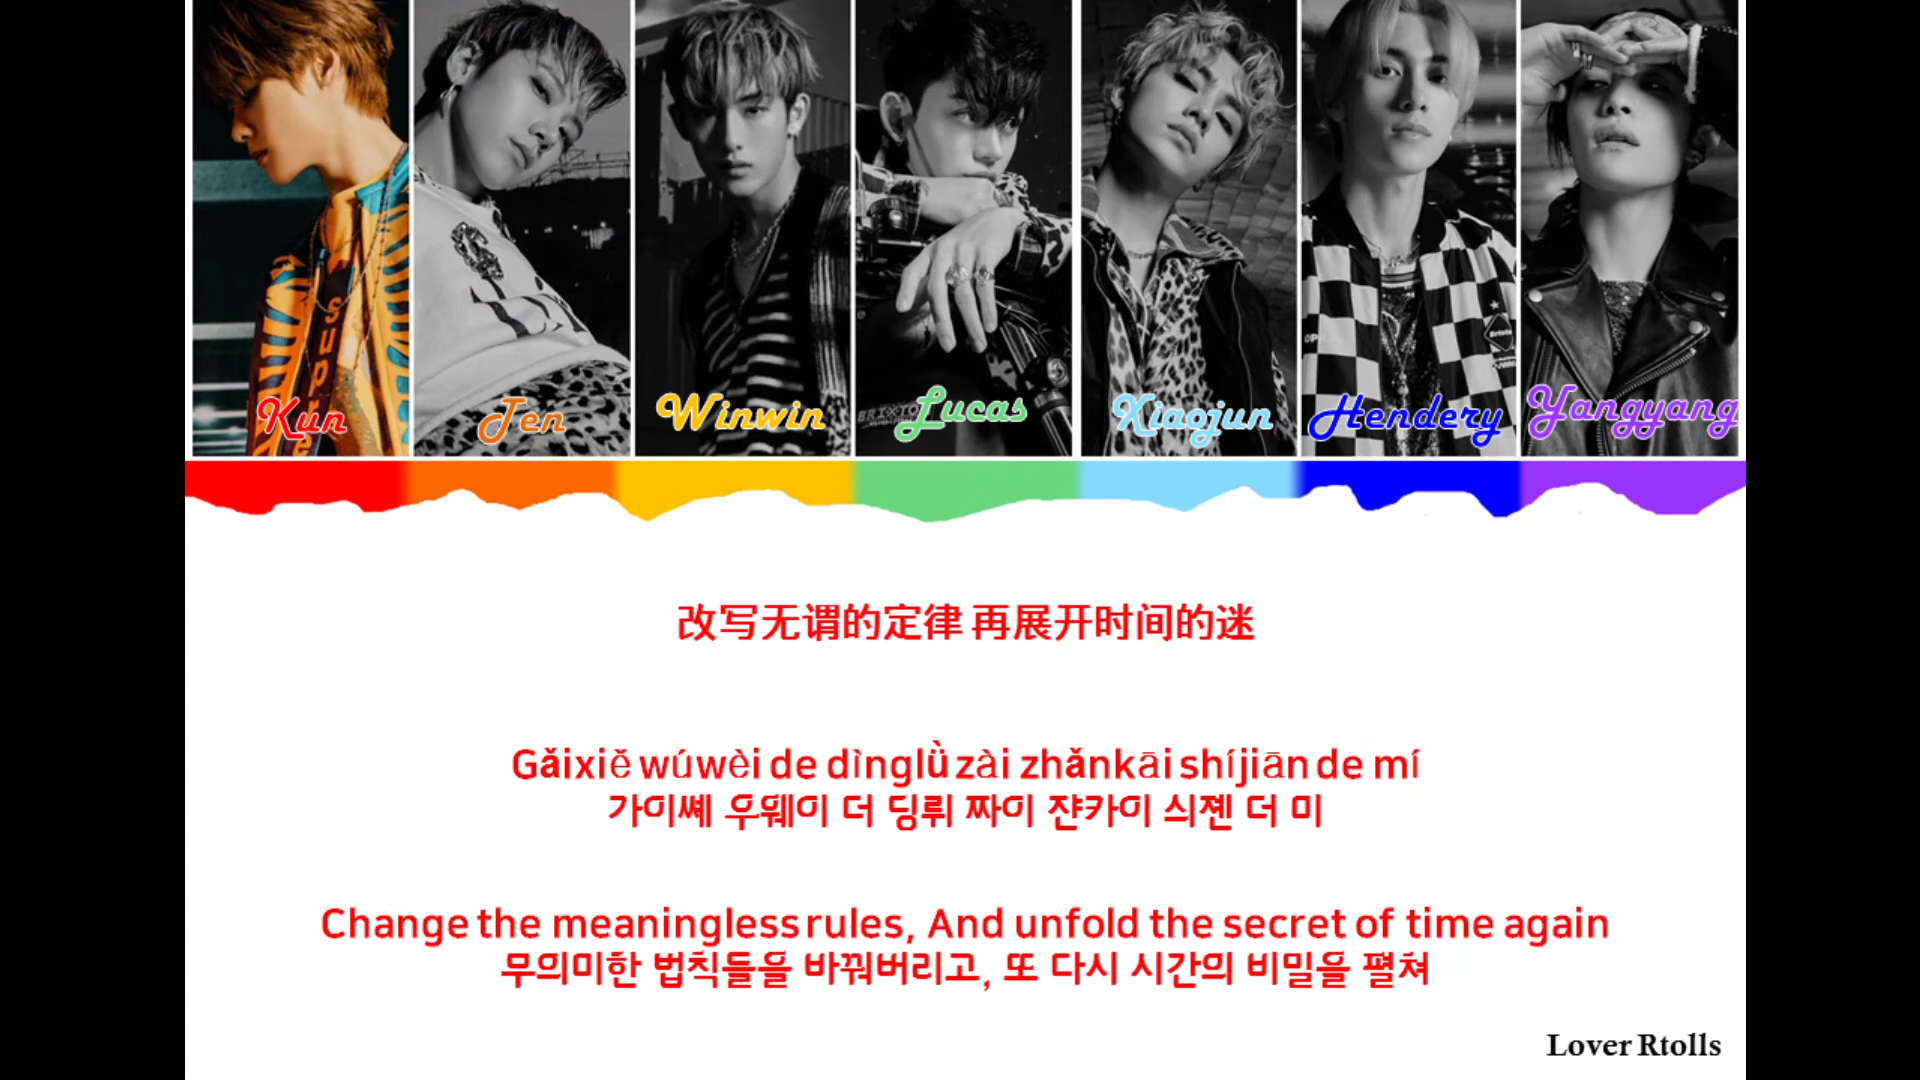 Kun
Ten
Winwin
Lucas
Xiaojun
Hendery
Yangyang
改写无谓的定律 再展开时间的迷
Gǎixiě wúwèi de dìnglǜ zài zhǎnkāi shíjiān de mí
가이쎼 우웨이 더 딩뤼 짜이 쟌카이 싀졘 더 미
Change the meaningless rules, And unfold the secret of time again
무의미한 법칙들을 바꿔버리고, 또 다시 시간의 비밀을 펼쳐
Lover Rtolls